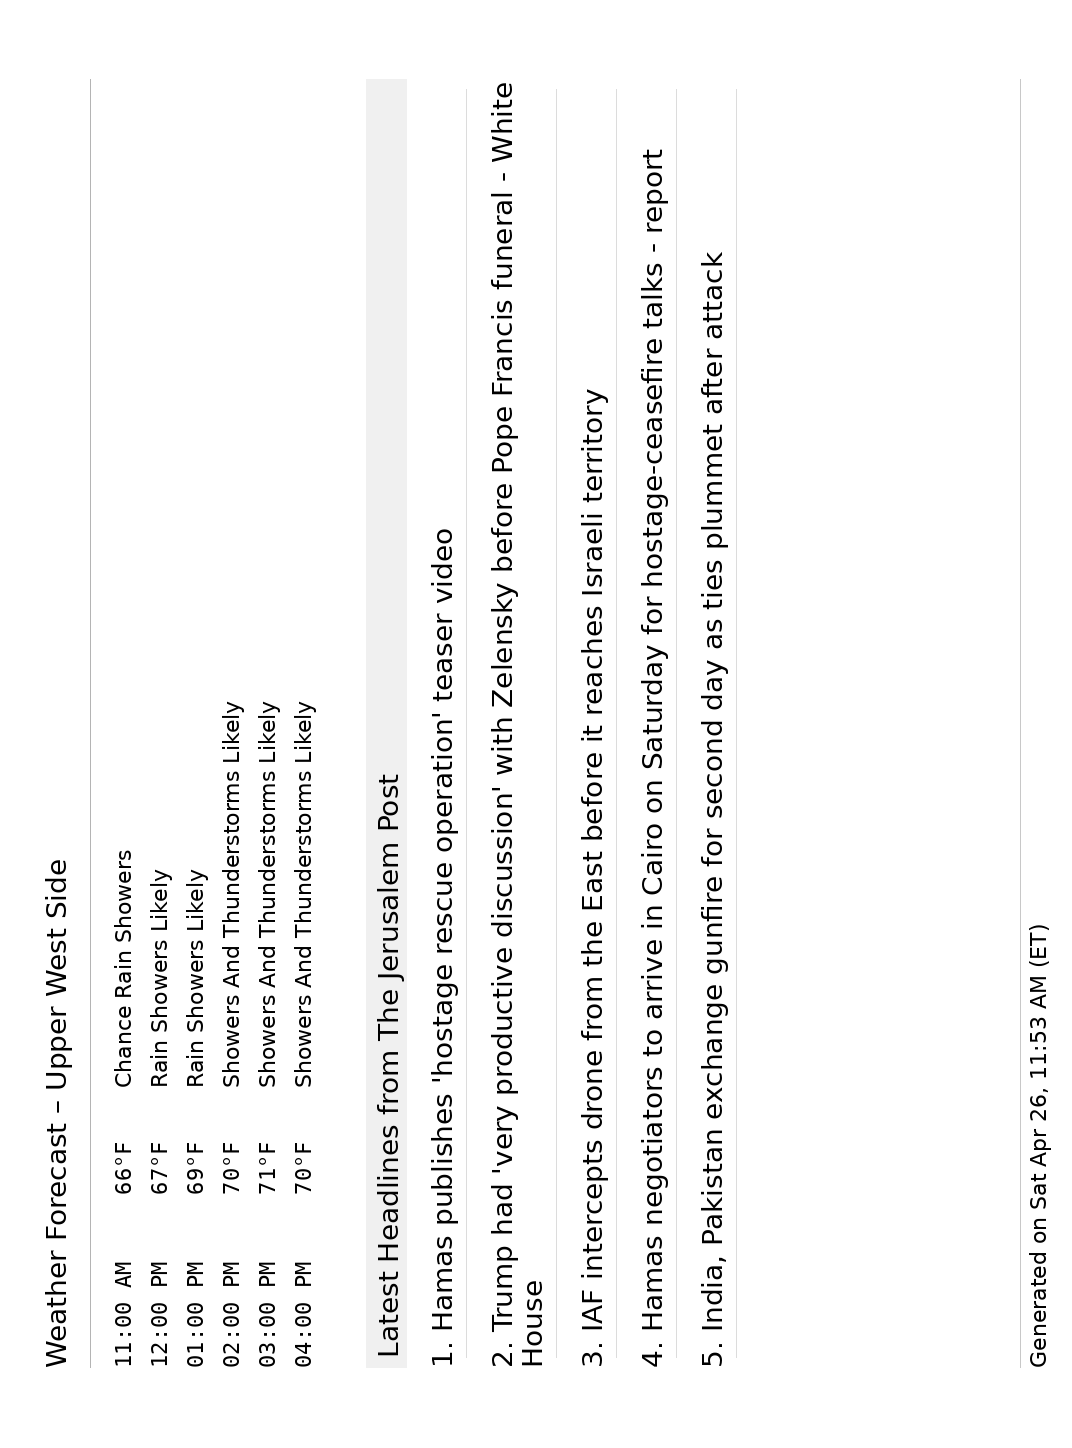 Weather Forecast – Upper West Side
11:00 AM 66°F Chance Rain Showers
12:00 PM 67°F Rain Showers Likely
01:00 PM 69°F Rain Showers Likely
02:00 PM 70°F Showers And Thunderstorms Likely
03:00 PM 71°F Showers And Thunderstorms Likely
04:00 PM 70°F Showers And Thunderstorms Likely
Latest Headlines from The Jerusalem Post
1. Hamas publishes 'hostage rescue operation' teaser video
2. Trump had 'very productive discussion' with Zelensky before Pope Francis funeral - White
House
3. IAF intercepts drone from the East before it reaches Israeli territory
4. Hamas negotiators to arrive in Cairo on Saturday for hostage-ceasefire talks - report
5. India, Pakistan exchange gunfire for second day as ties plummet after attack
Generated on Sat Apr 26, 11:53 AM (ET)